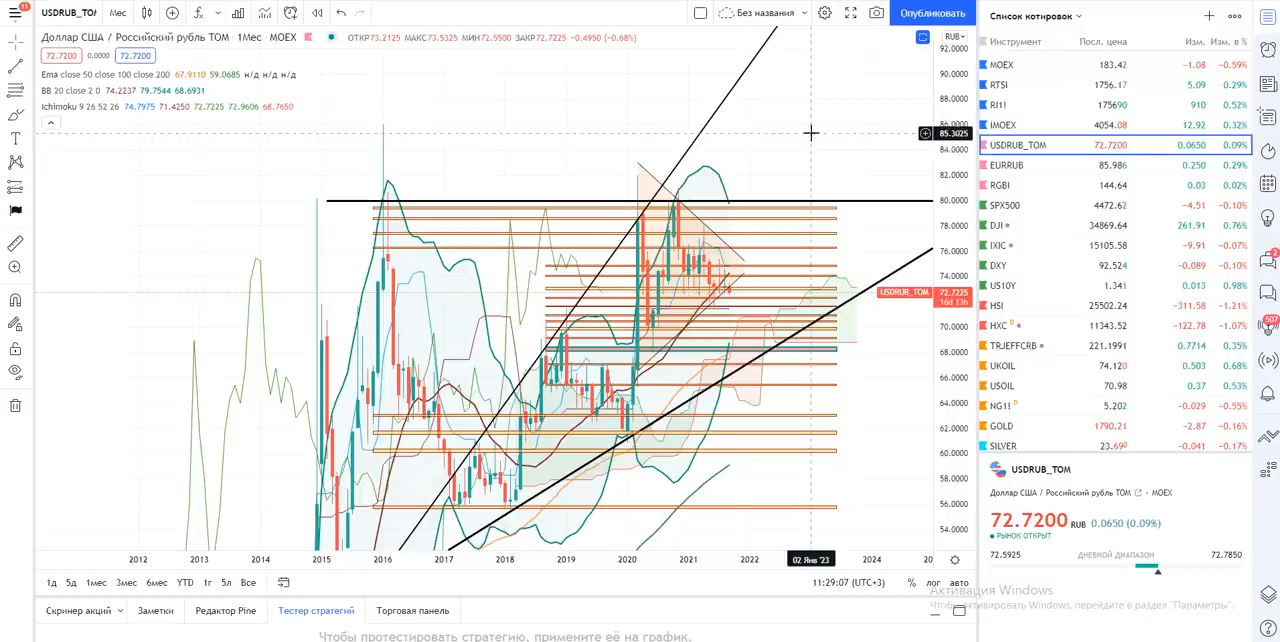 11
USDRUB_TOM
Мес
Без названия
Опубликовать
Список котировок
Доллар США / Российский рубль ТОМ · 1Мес · MOEX
ОТКР73.2125 МАКС73.5325 МИН72.5500 ЗАКР72.7225 −0.4950 (−0.68%)
RUB
72.7200 0.0000 72.7200
Ema close 50 close 100 close 200 67.9110 59.0685 н/д н/д н/д
BB 20 close 2 0 74.2237 79.7544 68.6931
Ichimoku 9 26 52 26 74.7975 71.4250 72.7225 72.9606 68.7650
92.0000
90.0000
88.0000
86.0000
85.3025
84.0000
82.0000
80.0000
78.0000
76.0000
74.0000
USDRUB_TOM 72.7225
16d 13h
70.0000
68.0000
66.0000
64.0000
62.0000
60.0000
58.0000
56.0000
54.0000
2012 2013 2014 2015 2016 2017 2018 2019 2020 2021 2022 02 Янв '23 2024 20
1д 5д 1мес 3мес 6мес YTD 1г 5л Все
11:29:07 (UTC+3) % лог авто
Скринер акций Заметки Редактор Pine Тестер стратегий Торговая панель
Чтобы протестировать стратегию, примените её на график.
Инструмент Посл. цена Изм. Изм. в %
MOEX 183.42 −1.08 −0.59%
RTSI 1756.17 5.09 0.29%
RI1! 175690 910 0.52%
IMOEX 4054.08 12.92 0.32%
USDRUB_TOM 72.7200 0.0650 0.09%
EURRUB 85.986 0.250 0.29%
RGBI 144.64 0.03 0.02%
SPX500 4472.62 −4.51 −0.10%
DJI 34869.64 261.91 0.76%
IXIC 15105.58 −9.91 −0.07%
DXY 92.524 −0.089 −0.10%
US10Y 1.341 0.013 0.98%
HSI 25502.24 −311.58 −1.21%
HXC D 11343.52 −122.78 −1.07%
TRJEFFCRB 221.1991 0.7714 0.35%
UKOIL 74.120 0.503 0.68%
USOIL 70.98 0.37 0.53%
NG1! D 5.202 −0.029 −0.55%
GOLD 1790.21 −2.87 −0.16%
SILVER 23.699 −0.041 −0.17%
USDRUB_TOM
Доллар США / Российский рубль ТОМ · MOEX
72.7200 RUB 0.0650 (0.09%)
РЫНОК ОТКРЫТ
72.5925 ДНЕВНОЙ ДИАПАЗОН 72.7850
Активация Windows
Чтобы активировать Windows, перейдите в раздел "Параметры".
2
507